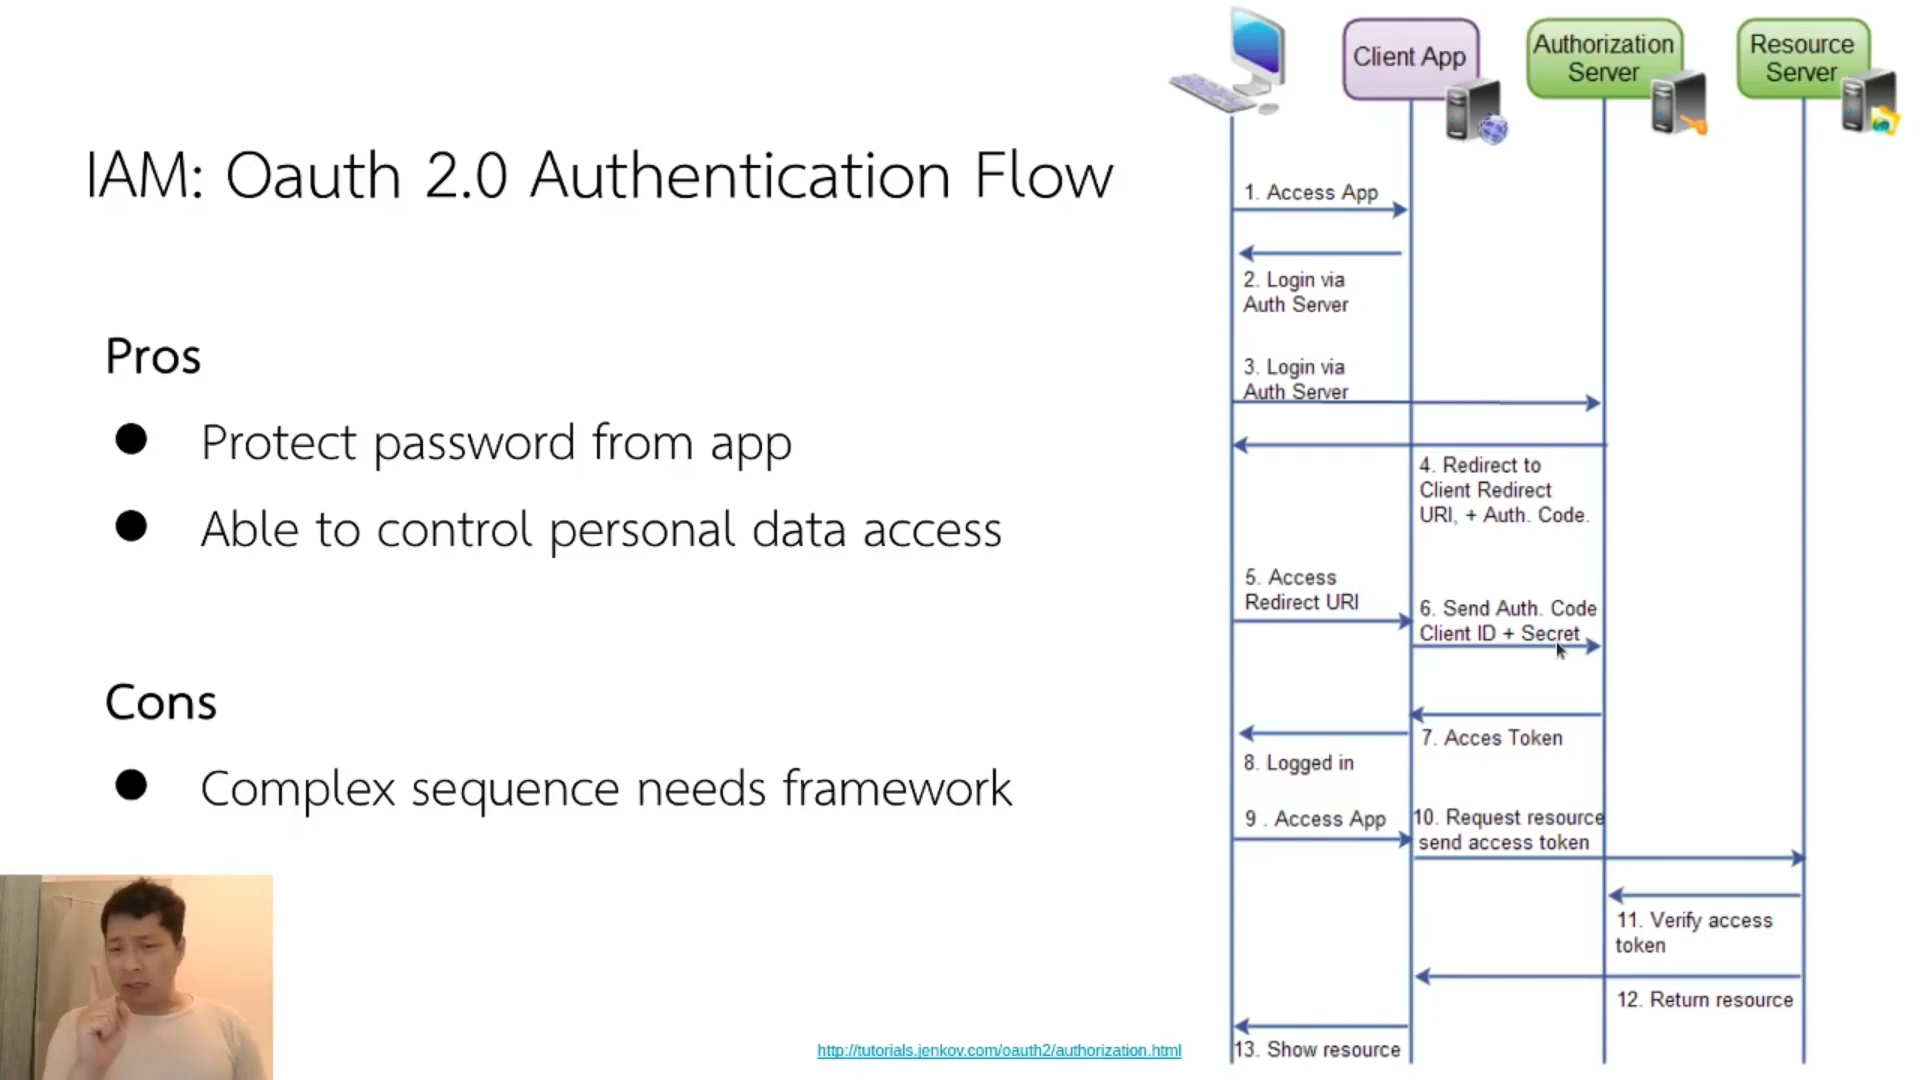 IAM: Oauth 2.0 Authentication Flow
Pros
● Protect password from app
● Able to control personal data access
Cons
● Complex sequence needs framework
http://tutorials.jenkov.com/oauth2/authorization.html
Client App
Authorization
Server
Resource
Server
1. Access App
2. Login via
Auth Server
3. Login via
Auth Server
4. Redirect to
Client Redirect
URI, + Auth. Code.
5. Access
Redirect URI
6. Send Auth. Code
Client ID + Secret
7. Acces Token
8. Logged in
9 . Access App
10. Request resource
send access token
11. Verify access
token
12. Return resource
13. Show resource